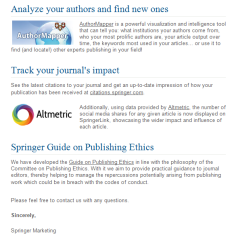 Analyze your authors and find new ones
AuthorMapper
AuthorMapper is a powerful visualization and intelligence tool
that can tell you: what institutions your authors come from,
who your most prolific authors are, your article output over
time, the keywords most used in your articles… or use it to
find (and locate!) other experts publishing in your field!
Track your journal's impact
See the latest citations to your journal and get an up-to-date impression of how your
publication has been received at citations.springer.com
Altmetric
Additionally, using data provided by Altmetric, the number of
social media shares for any given article is now displayed on
SpringerLink, showcasing the wider impact and influence of
each article.
Springer Guide on Publishing Ethics
We have developed the Guide on Publishing Ethics in line with the philosophy of the
Committee on Publishing Ethics. With it we aim to provide practical guidance to journal
editors, thereby helping to manage the repercussions potentially arising from publishing
work which could be in breach with the codes of conduct.
Please feel free to contact us with any questions.
Sincerely,
Springer Marketing